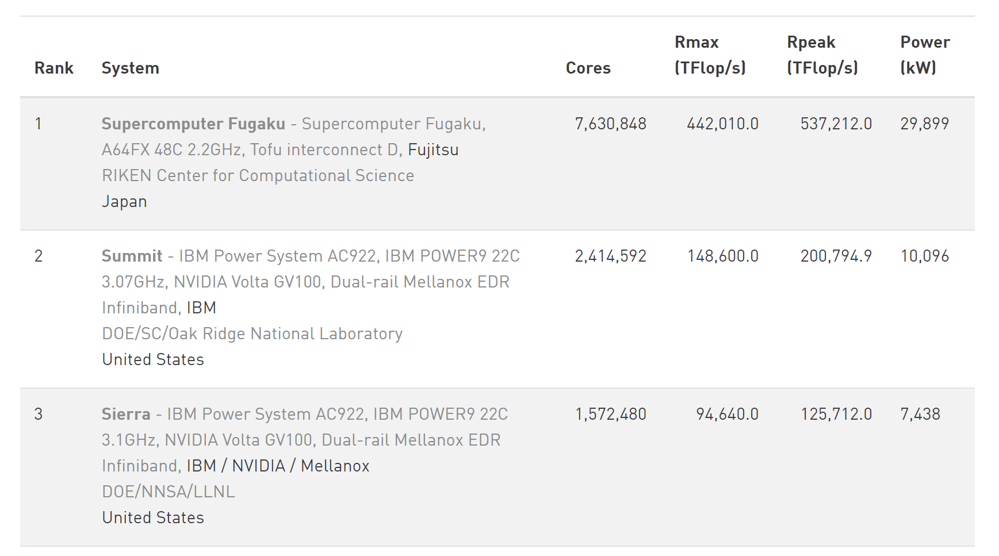 Rank System Cores Rmax (TFlop/s) Rpeak (TFlop/s) Power (kW)
1 Supercomputer Fugaku - Supercomputer Fugaku, 7,630,848 442,010.0 537,212.0 29,899
A64FX 48C 2.2GHz, Tofu interconnect D, Fujitsu
RIKEN Center for Computational Science
Japan
2 Summit - IBM Power System AC922, IBM POWER9 22C 2,414,592 148,600.0 200,794.9 10,096
3.07GHz, NVIDIA Volta GV100, Dual-rail Mellanox EDR
Infiniband, IBM
DOE/SC/Oak Ridge National Laboratory
United States
3 Sierra - IBM Power System AC922, IBM POWER9 22C 1,572,480 94,640.0 125,712.0 7,438
3.1GHz, NVIDIA Volta GV100, Dual-rail Mellanox EDR
Infiniband, IBM / NVIDIA / Mellanox
DOE/NNSA/LLNL
United States